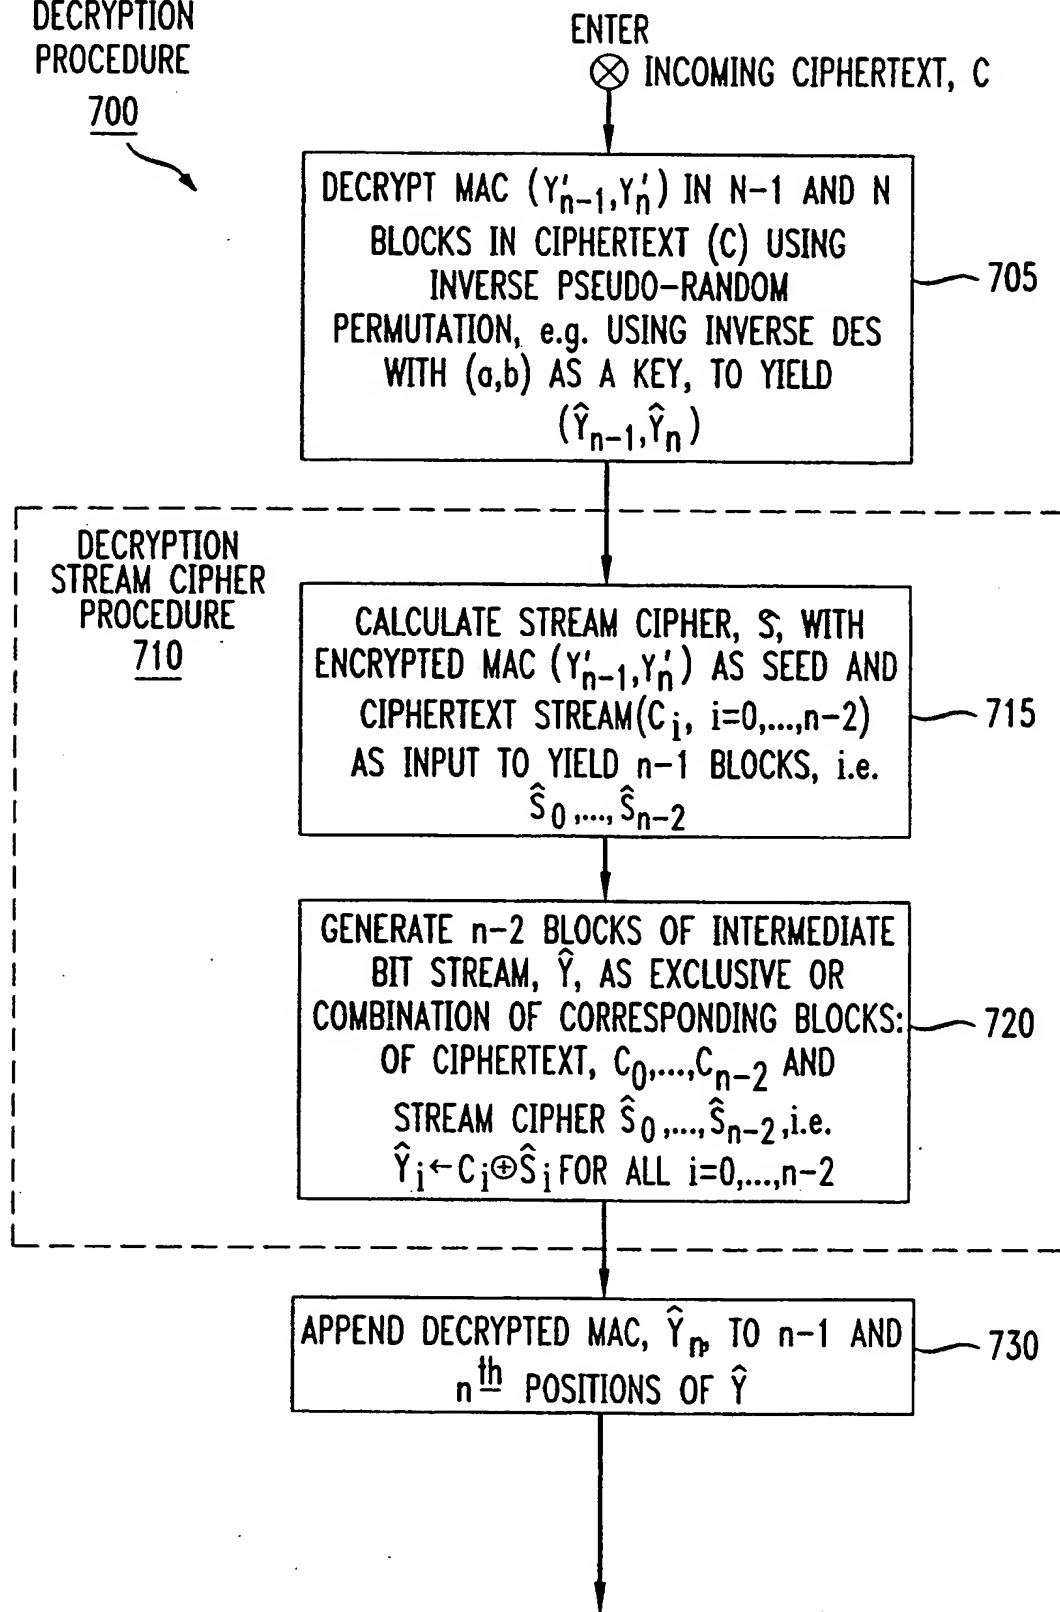 DECRYPTION
PROCEDURE
700
ENTER
INCOMING CIPHERTEXT, C
DECRYPT MAC (Y'n-1,Y'n) IN N-1 AND N
BLOCKS IN CIPHERTEXT (C) USING
INVERSE PSEUDO-RANDOM
PERMUTATION, e.g. USING INVERSE DES
WITH (a,b) AS A KEY, TO YIELD
(Ŷn-1,Ŷn)
705
DECRYPTION
STREAM CIPHER
PROCEDURE
710
CALCULATE STREAM CIPHER, Ŝ, WITH
ENCRYPTED MAC (Y'n-1,Y'n) AS SEED AND
CIPHERTEXT STREAM(Ci, i=0,...,n-2)
AS INPUT TO YIELD n-1 BLOCKS, i.e.
Ŝ0,...,Ŝn-2
715
GENERATE n-2 BLOCKS OF INTERMEDIATE
BIT STREAM, Ŷ, AS EXCLUSIVE OR
COMBINATION OF CORRESPONDING BLOCKS:
OF CIPHERTEXT, C0,...,Cn-2 AND
STREAM CIPHER Ŝ0,...,Ŝn-2,i.e.
Ŷi←Ci⊕Ŝi FOR ALL i=0,...,n-2
720
APPEND DECRYPTED MAC, Ŷn, TO n-1 AND
nth POSITIONS OF Ŷ
730